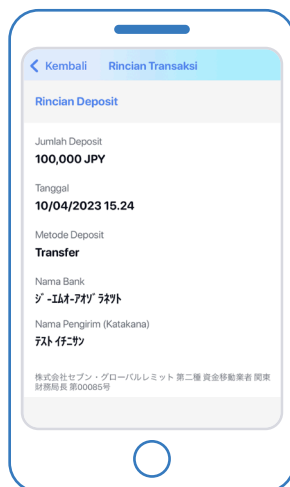 Kembali Rincian Transaksi
Rincian Deposit
Jumlah Deposit
100,000 JPY
Tanggal
10/04/2023 15.24
Metode Deposit
Transfer
Nama Bank
ｼﾞ-ｴﾑｵ-ｱｵｿﾞﾗﾈﾂﾄ
Nama Pengirim (Katakana)
ﾃｽﾄ ｲﾁﾆｻﾝ
株式会社セブン・グローバルレミット 第二種 資金移動業者 関東
財務局長 第00085号